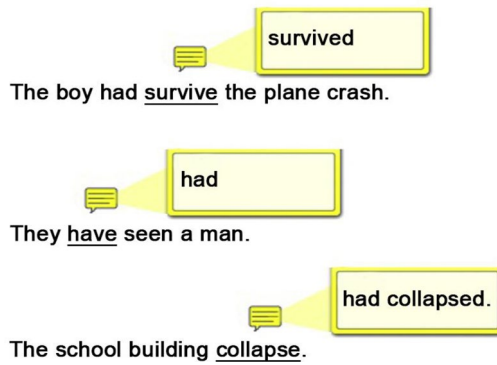 survived
The boy had survive the plane crash.
had
They have seen a man.
had collapsed.
The school building collapse.